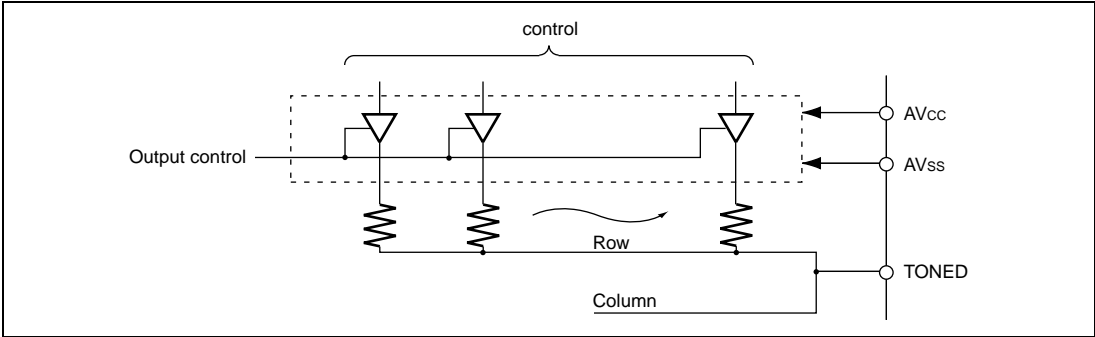 control
AVcc
Output control
AVss
Row
TONED
Column